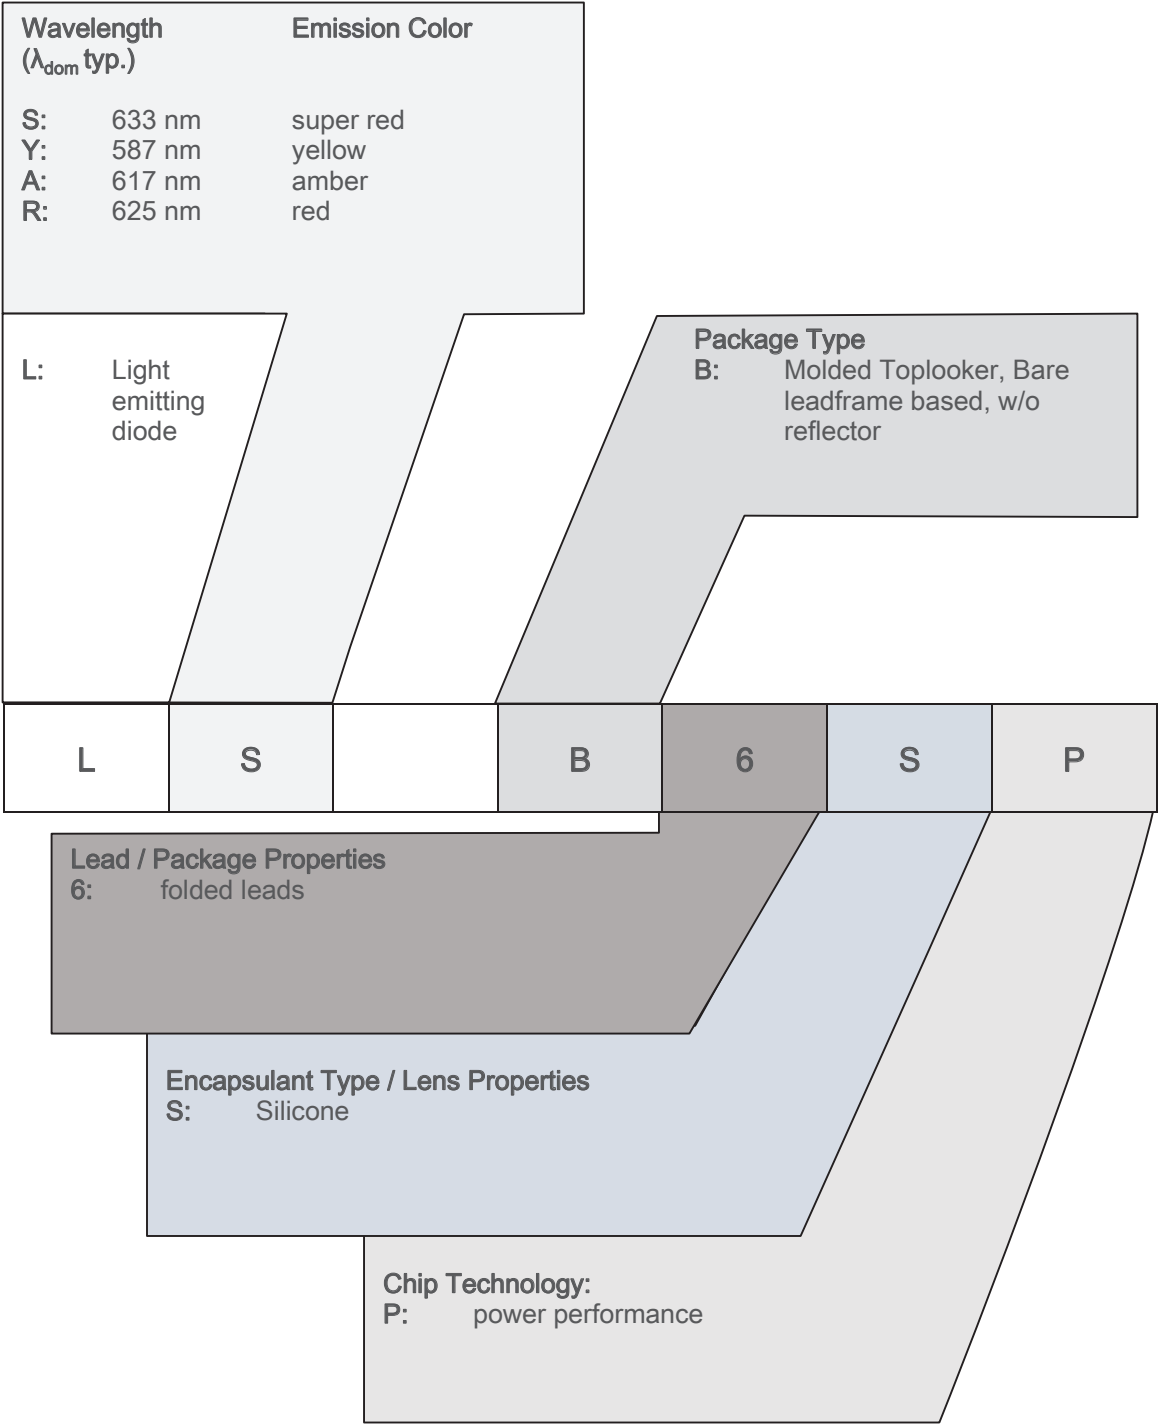 Wavelength Emission Color
(λdom typ.)
S: 633 nm super red
Y: 587 nm yellow
A: 617 nm amber
R: 625 nm red
L: Light
emitting
diode
Package Type
B: Molded Toplooker, Bare
leadframe based, w/o
reflector
L S B 6 S P
Lead / Package Properties
6: folded leads
Encapsulant Type / Lens Properties
S: Silicone
Chip Technology:
P: power performance